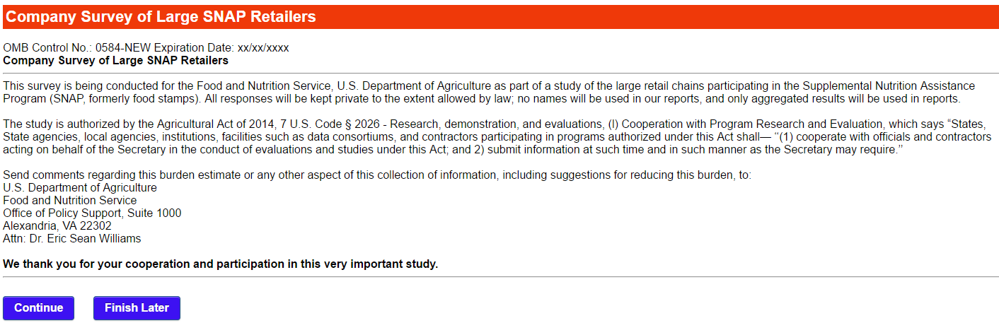 Company Survey of Large SNAP Retailers
OMB Control No.: 0584-NEW Expiration Date: xx/xx/xxxx
Company Survey of Large SNAP Retailers
This survey is being conducted for the Food and Nutrition Service, U.S. Department of Agriculture as part of a study of the large retail chains participating in the Supplemental Nutrition Assistance
Program (SNAP, formerly food stamps). All responses will be kept private to the extent allowed by law; no names will be used in our reports, and only aggregated results will be used in reports.
The study is authorized by the Agricultural Act of 2014, 7 U.S. Code § 2026 - Research, demonstration, and evaluations, (l) Cooperation with Program Research and Evaluation, which says “States,
State agencies, local agencies, institutions, facilities such as data consortiums, and contractors participating in programs authorized under this Act shall— ‘‘(1) cooperate with officials and contractors
acting on behalf of the Secretary in the conduct of evaluations and studies under this Act; and 2) submit information at such time and in such manner as the Secretary may require.’’
Send comments regarding this burden estimate or any other aspect of this collection of information, including suggestions for reducing this burden, to:
U.S. Department of Agriculture
Food and Nutrition Service
Office of Policy Support, Suite 1000
Alexandria, VA 22302
Attn: Dr. Eric Sean Williams
We thank you for your cooperation and participation in this very important study.
Continue Finish Later